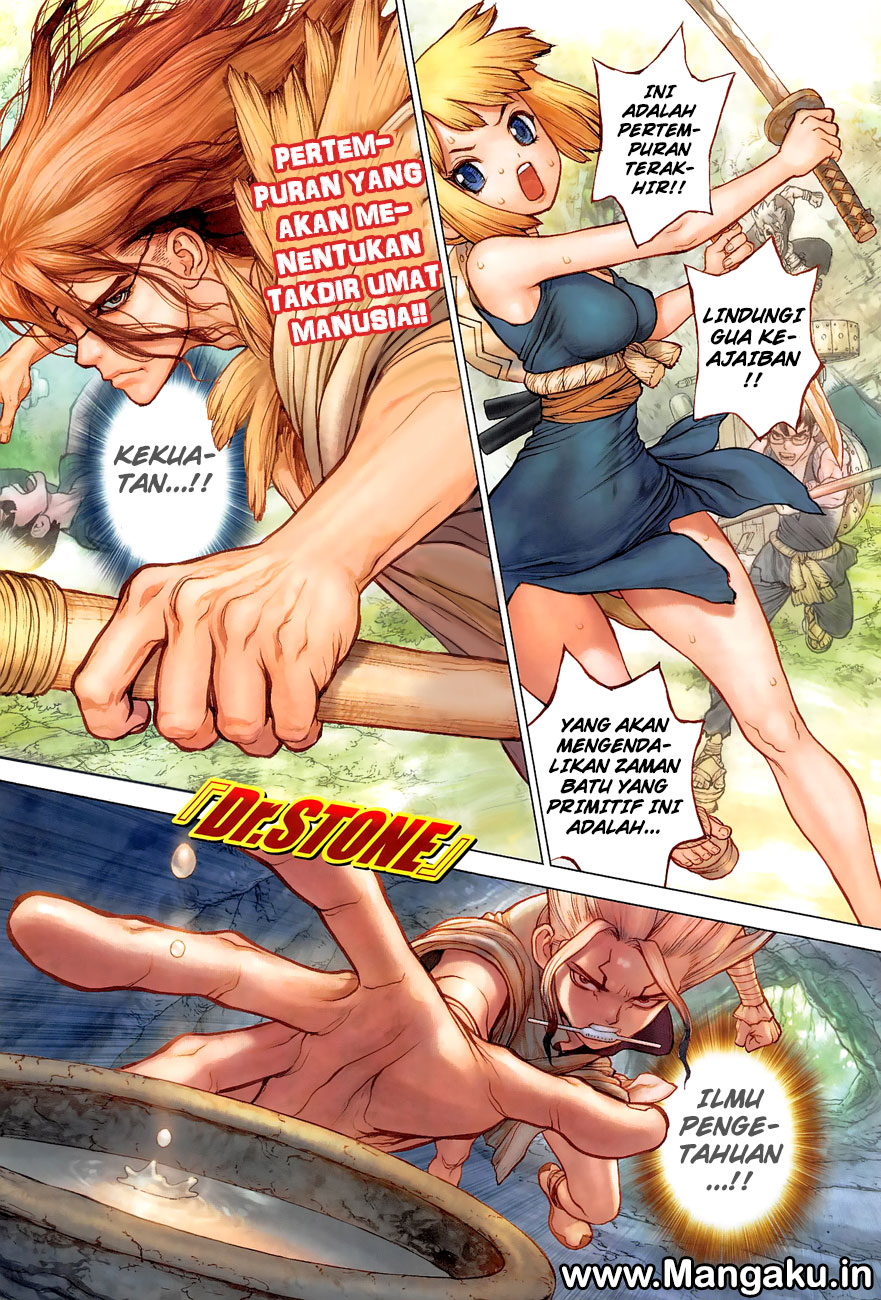 INI
ADALAH
PERTEM-
PURAN
TERAK-
HIR!!
LINDUNGI
GUA KE-
AJAIBAN
!!
PERTEM-
PURAN YANG
AKAN ME-
NENTUKAN
TAKDIR UMAT
MANUSIA!!
YANG AKAN
MENGENDA-
LIKAN ZAMAN
BATU YANG
PRIMITIF INI
ADALAH...
KEKUA-
TAN...!!
『Dr.STONE』
ILMU
PENGE-
TAHUAN
...!!
www.Mangaku.in